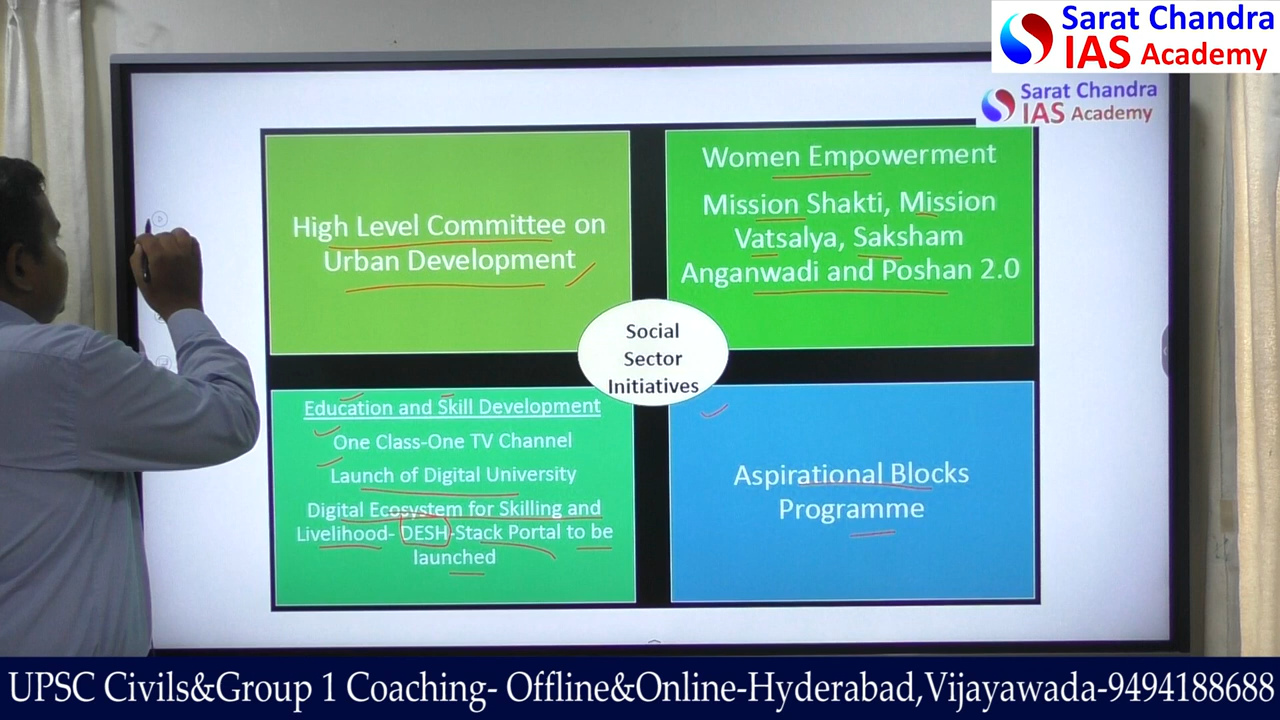 Sarat Chandra
IAS Academy
Sarat Chandra
IAS Academy
High Level Committee on
Urban Development
Women Empowerment
Mission Shakti, Mission
Vatsalya, Saksham
Anganwadi and Poshan 2.0
Social
Sector
Initiatives
Education and Skill Development
One Class-One TV Channel
Launch of Digital University
Digital Ecosystem for Skilling and
Livelihood- DESH-Stack Portal to be
launched
Aspirational Blocks
Programme
UPSC Civils&Group 1 Coaching- Offline&Online-Hyderabad,Vijayawada-9494188688